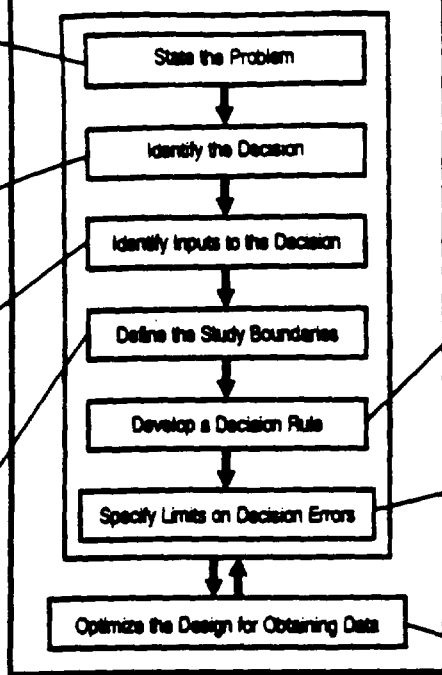 State the Problem
Identify the Decision
Identify Inputs to the Decision
Define the Study Boundaries
Develop a Decision Rule
Specify Limits on Decision Errors
Optimize the Design for Obtaining Data